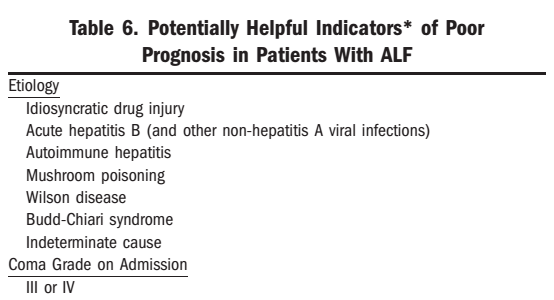 Table 6. Potentially Helpful Indicators* of Poor
Prognosis in Patients With ALF
Etiology
Idiosyncratic drug injury
Acute hepatitis B (and other non-hepatitis A viral infections)
Autoimmune hepatitis
Mushroom poisoning
Wilson disease
Budd-Chiari syndrome
Indeterminate cause
Coma Grade on Admission
III or IV